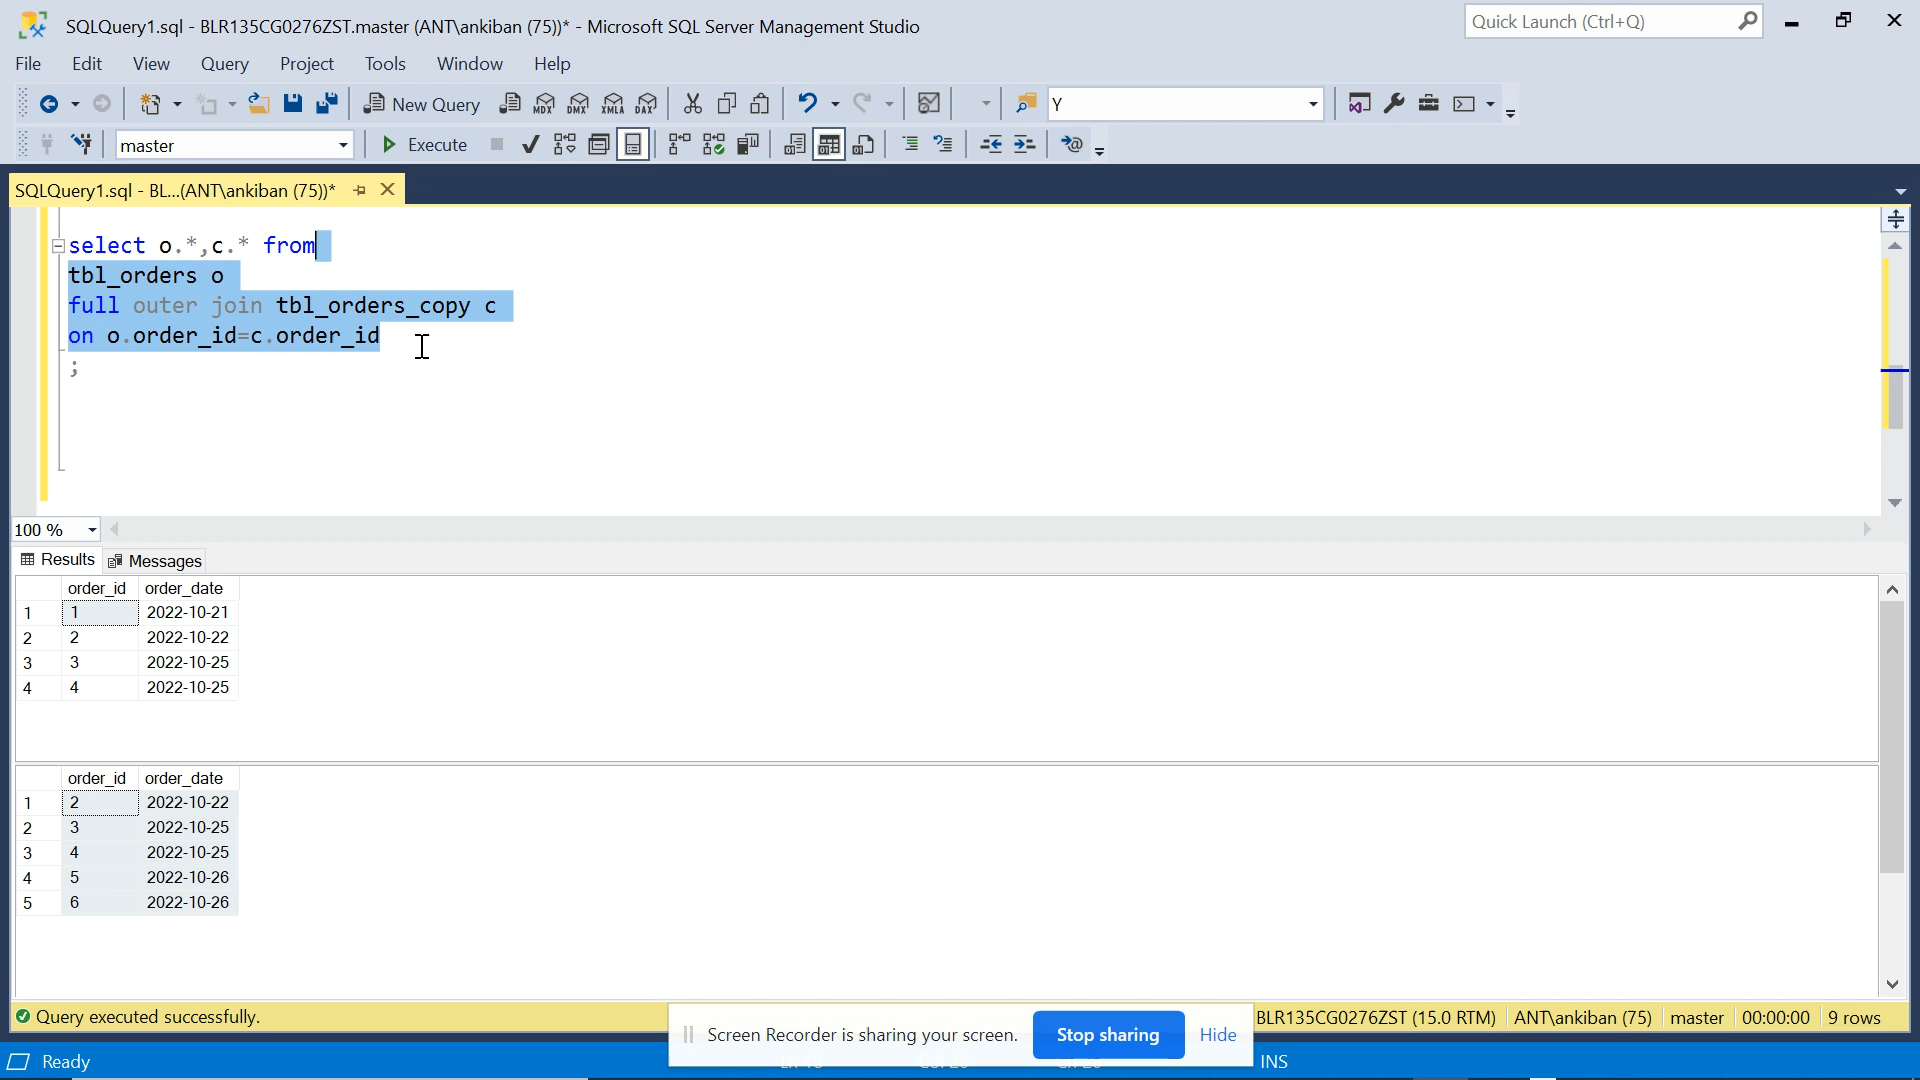 SQLQuery1.sql - BLR135CG0276ZST.master (ANT\ankiban (75))* - Microsoft SQL Server Management Studio
Quick Launch (Ctrl+Q)
File Edit View Query Project Tools Window Help
New Query MDX DMX XMLA DAX Y
master Execute
SQLQuery1.sql - BL...(ANT\ankiban (75))*
select o.*,c.* from
tbl_orders o
full outer join tbl_orders_copy c
on o.order_id=c.order_id
;
100 %
Results Messages
order_id order_date
1 1 2022-10-21
2 2 2022-10-22
3 3 2022-10-25
4 4 2022-10-25
order_id order_date
1 2 2022-10-22
2 3 2022-10-25
3 4 2022-10-25
4 5 2022-10-26
5 6 2022-10-26
Query executed successfully.
BLR135CG0276ZST (15.0 RTM) ANT\ankiban (75) master 00:00:00 9 rows
Screen Recorder is sharing your screen. Stop sharing Hide
Ready INS